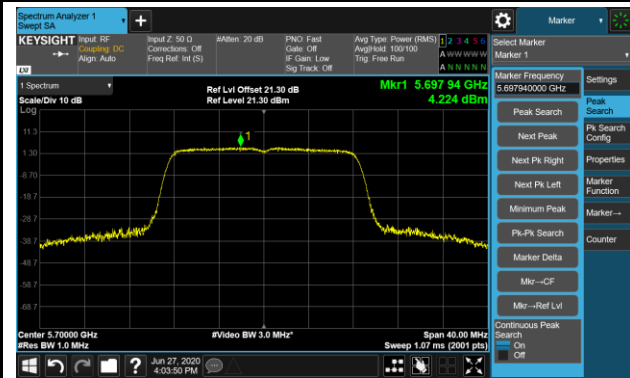 Spectrum Analyzer 1
Swept SA
Marker
KEYSIGHT
Input: RF
Coupling: DC
Align: Auto
Input Z: 50 Ω
Corrections: Off
Freq Ref: Int (S)
#Atten: 20 dB
PNO: Fast
Gate: Off
IF Gain: Low
Sig Track: Off
Avg Type: Power (RMS)
Avg|Hold: 100/100
Trig: Free Run
1 2 3 4 5 6
A W W W W W
A N N N N N
LXI
Select Marker
Marker 1
1 Spectrum
Scale/Div 10 dB
Log
Ref Lvl Offset 21.30 dB
Ref Level 21.30 dBm
Mkr1 5.697 94 GHz
4.224 dBm
1
11.3
1.30
-8.70
-18.7
-28.7
-38.7
-48.7
-58.7
-68.7
Center 5.70000 GHz
#Res BW 1.0 MHz
#Video BW 3.0 MHz*
Span 40.00 MHz
Sweep 1.07 ms (2001 pts)
Marker Frequency
5.697940000 GHz
Peak Search
Next Peak
Next Pk Right
Next Pk Left
Minimum Peak
Pk-Pk Search
Marker Delta
Mkr→CF
Mkr→Ref Lvl
Continuous Peak
Search
On
Off
Settings
Peak
Search
Pk Search
Config
Properties
Marker
Function
Marker→
Counter
?
Jun 27, 2020
4:03:50 PM